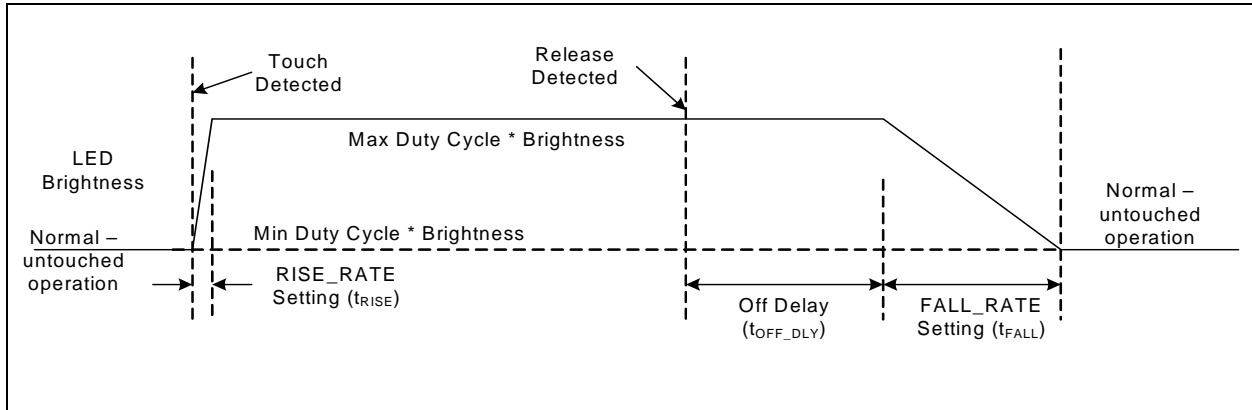 Touch
Detected
Release
Detected
Max Duty Cycle * Brightness
LED
Brightness
Normal –
untouched
operation
Min Duty Cycle * Brightness
Normal –
untouched
operation
RISE_RATE
Setting (tRISE)
Off Delay
(tOFF_DLY)
FALL_RATE
Setting (tFALL)